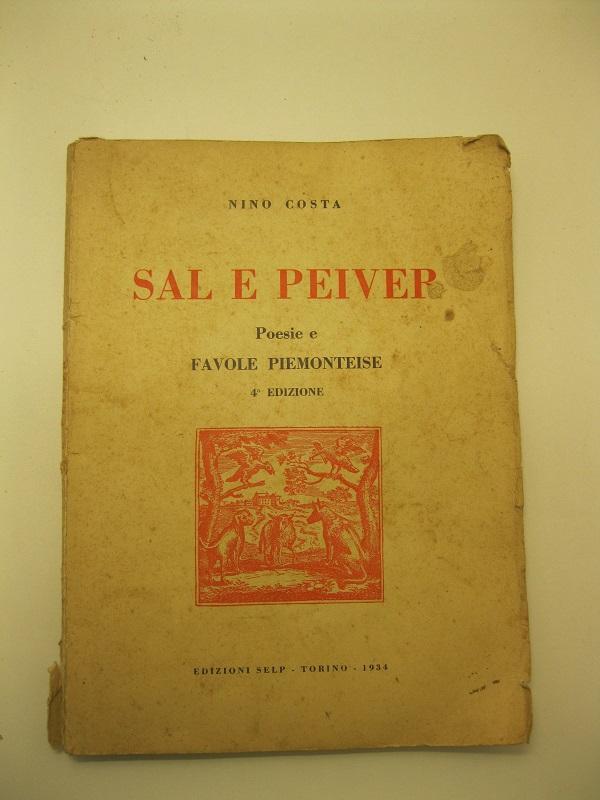 NINO COSTA
SAL E PEIVER
Poesie e
FAVOLE PIEMONTEISE
4ª EDIZIONE
EDIZIONI SELP - TORINO - 1934